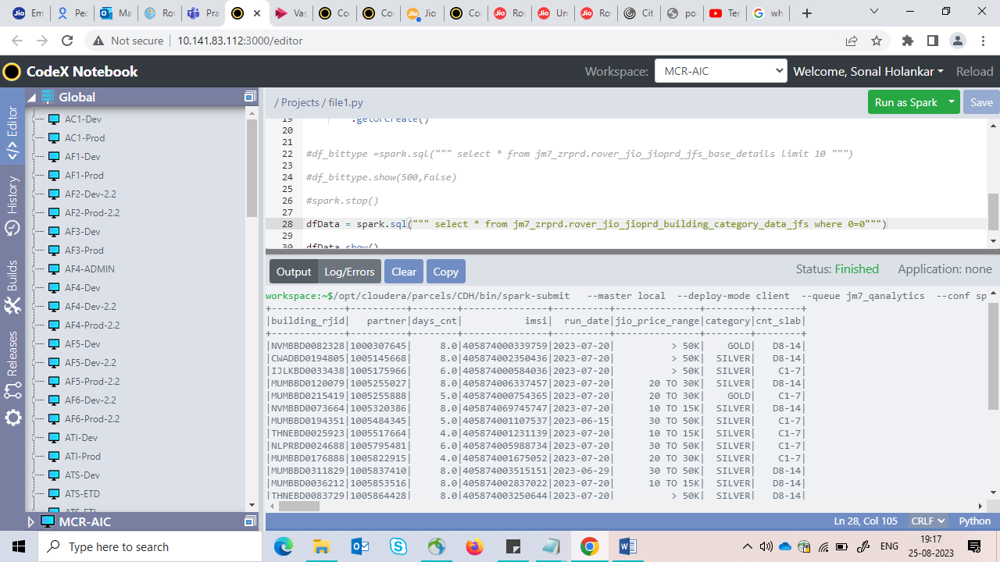 Em
Pec
Ma
Rov
Pra
Vas
Co
Co
Jio
Co
Ro
Un
Ro
Cit
po
Ter
wh
Not secure
10.141.83.112:3000/editor
CodeX Notebook
Workspace:
MCR-AIC
Welcome, Sonal Holankar
Reload
Editor
History
Builds
Releases
Global
AC1-Dev
AC1-Prod
AF1-Dev
AF1-Prod
AF2-Dev-2.2
AF2-Prod-2.2
AF3-Dev
AF3-Prod
AF4-ADMIN
AF4-Dev
AF4-Dev-2.2
AF4-Prod-2.2
AF5-Dev
AF5-Dev-2.2
AF5-Prod-2.2
AF6-Dev-2.2
AF6-Prod-2.2
ATI-Dev
ATI-Prod
ATS-Dev
ATS-ETD
ATS-ETL
MCR-AIC
/ Projects / file1.py
Run as Spark
Save
19 .getOrCreate()
20
21
22 #df_bittype =spark.sql(""" select * from jm7_zrprd.rover_jio_jioprd_jfs_base_details limit 10 """)
23
24 #df_bittype.show(500,False)
25
26 #spark.stop()
27
28 dfData = spark.sql(""" select * from jm7_zrprd.rover_jio_jioprd_building_category_data_jfs where 0=0""")
29
30 dfData.show()
Output
Log/Errors
Clear
Copy
Status: Finished
Application: none
workspace:~$/opt/cloudera/parcels/CDH/bin/spark-submit --master local --deploy-mode client --queue jm7_qanalytics --conf sp
+-------------+----------+--------+---------------+----------+---------------+--------+--------+
|building_rjid| partner|days_cnt| imsi| run_date|jio_price_range|category|cnt_slab|
+-------------+----------+--------+---------------+----------+---------------+--------+--------+
|NVMBBD0082328|1000307645| 8.0|405874000339759|2023-07-20| > 50K| GOLD| D8-14|
|CWADBD0194805|1005145668| 8.0|405874002350436|2023-07-20| > 50K| SILVER| D8-14|
|IJLKBD0033438|1005175966| 6.0|405874000584036|2023-07-20| > 50K| SILVER| C1-7|
|MUMBBD0120079|1005255027| 8.0|405874006337457|2023-07-20| 20 TO 30K| SILVER| D8-14|
|MUMBBD0215419|1005255888| 5.0|405874000754365|2023-07-20| 20 TO 30K| GOLD| C1-7|
|NVMBBD0073664|1005320386| 8.0|405874069745747|2023-07-20| 10 TO 15K| SILVER| D8-14|
|MUMBBD0194351|1005484345| 5.0|405874001107537|2023-06-15| 30 TO 50K| SILVER| C1-7|
|THNEBD0025923|1005517664| 4.0|405874001231139|2023-07-20| 10 TO 15K| SILVER| C1-7|
|NLPRBD0024688|1005795481| 6.0|405874005988734|2023-07-20| 30 TO 50K| SILVER| C1-7|
|MUMBBD0176888|1005822915| 4.0|405874001675052|2023-07-20| 20 TO 30K| SILVER| C1-7|
|MUMBBD0311829|1005837410| 8.0|405874003515151|2023-06-29| 30 TO 50K| SILVER| D8-14|
|MUMBBD0036212|1005853516| 8.0|405874002837022|2023-07-20| 10 TO 15K| SILVER| D8-14|
|THNEBD0083729|1005864428| 8.0|405874003250644|2023-07-20| > 50K| SILVER| D8-14|
Ln 28, Col 105
CRLF
Python
Type here to search
ENG
19:17
25-08-2023